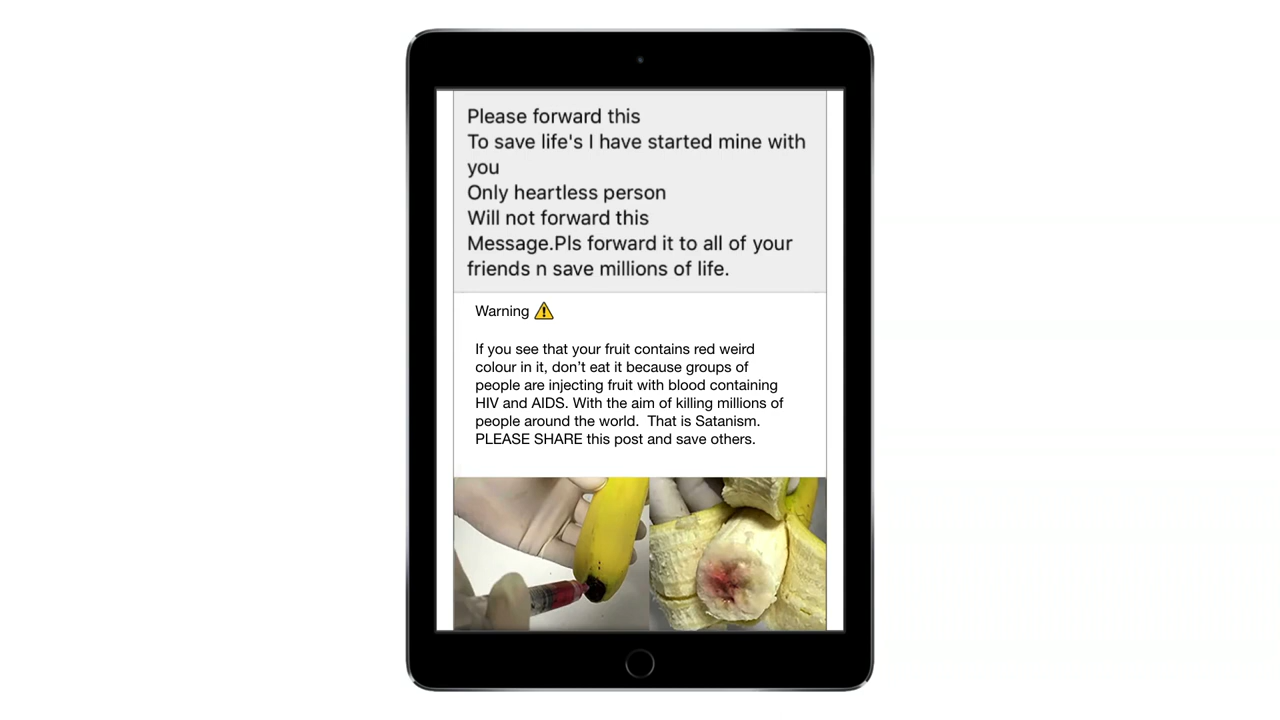 Please forward this
To save life's I have started mine with
you
Only heartless person
Will not forward this
Message.Pls forward it to all of your
friends n save millions of life.
Warning ⚠️
If you see that your fruit contains red weird
colour in it, don’t eat it because groups of
people are injecting fruit with blood containing
HIV and AIDS. With the aim of killing millions of
people around the world.  That is Satanism.
PLEASE SHARE this post and save others.